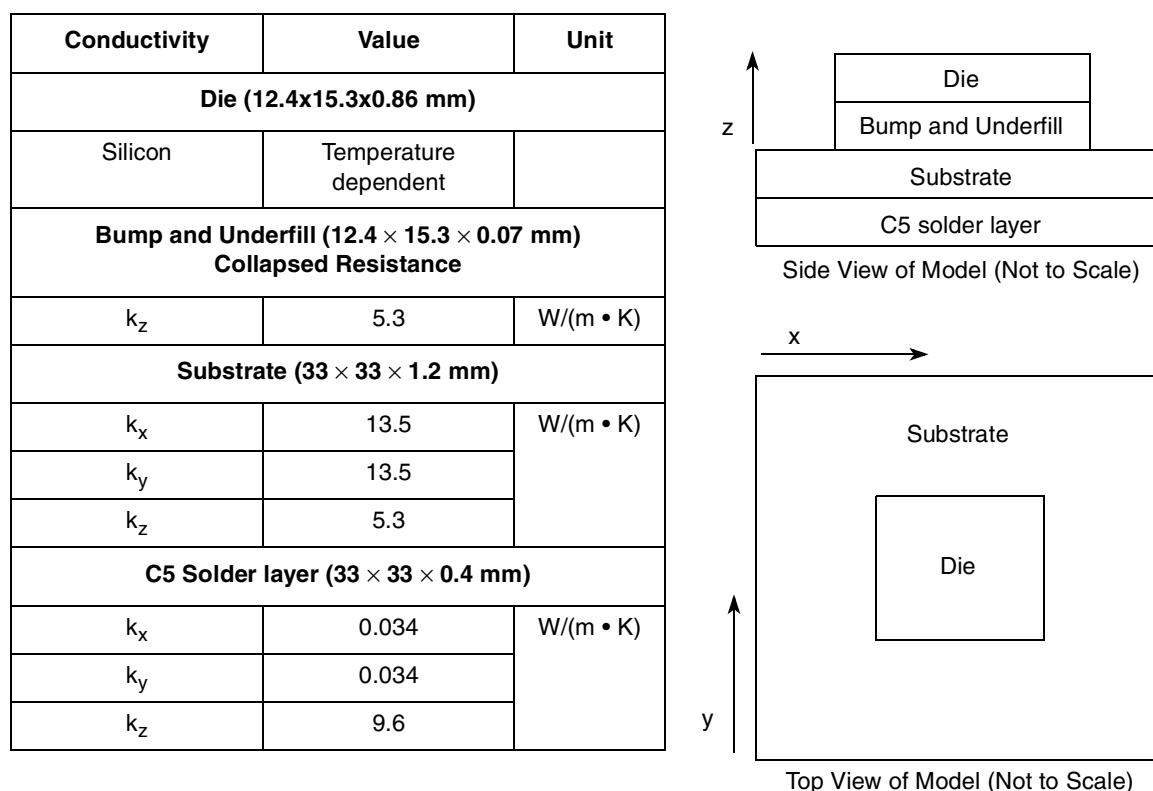 Conductivity Value Unit
Die (12.4x15.3x0.86 mm)
Silicon Temperature
dependent
Bump and Underfill (12.4 × 15.3 × 0.07 mm)
Collapsed Resistance
kz 5.3 W/(m • K)
Substrate (33 × 33 × 1.2 mm)
kx 13.5 W/(m • K)
ky 13.5
kz 5.3
C5 Solder layer (33 × 33 × 0.4 mm)
kx 0.034 W/(m • K)
ky 0.034
kz 9.6
Die
z
Bump and Underfill
Substrate
C5 solder layer
Side View of Model (Not to Scale)
x
Substrate
Die
y
Top View of Model (Not to Scale)